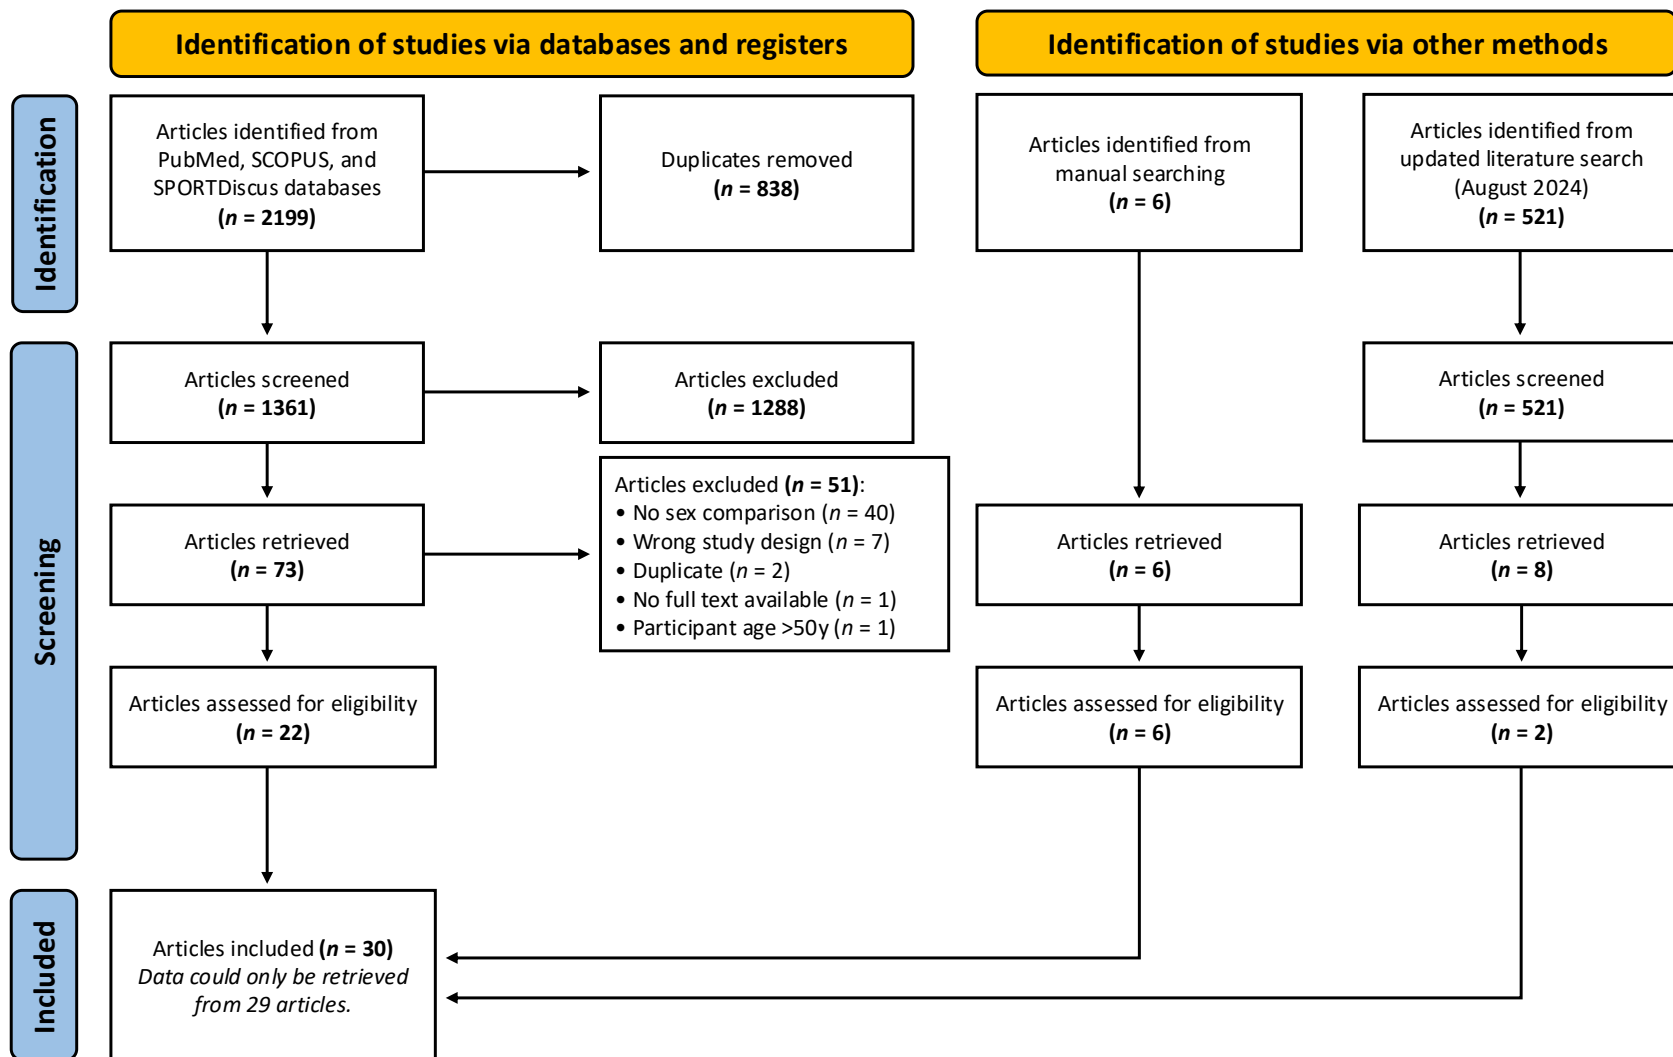 Identification of studies via databases and registers
Identification of studies via other methods
Identification
Articles identified from
PubMed, SCOPUS, and
SPORTDiscus databases
(n = 2199)
Duplicates removed
(n = 838)
Articles identified from
manual searching
(n = 6)
Articles identified from
updated literature search
(August 2024)
(n = 521)
Screening
Articles screened
(n = 1361)
Articles excluded
(n = 1288)
Articles screened
(n = 521)
Articles retrieved
(n = 73)
Articles excluded (n = 51):
• No sex comparison (n = 40)
• Wrong study design (n = 7)
• Duplicate (n = 2)
• No full text available (n = 1)
• Participant age >50y (n = 1)
Articles retrieved
(n = 6)
Articles retrieved
(n = 8)
Articles assessed for eligibility
(n = 22)
Articles assessed for eligibility
(n = 6)
Articles assessed for eligibility
(n = 2)
Included
Articles included (n = 30)
Data could only be retrieved
from 29 articles.